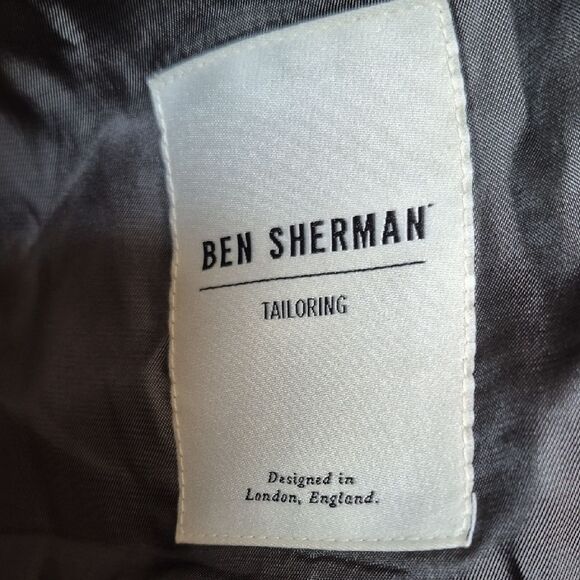 BEN SHERMAN
TAILORING
Designed in
London, England.